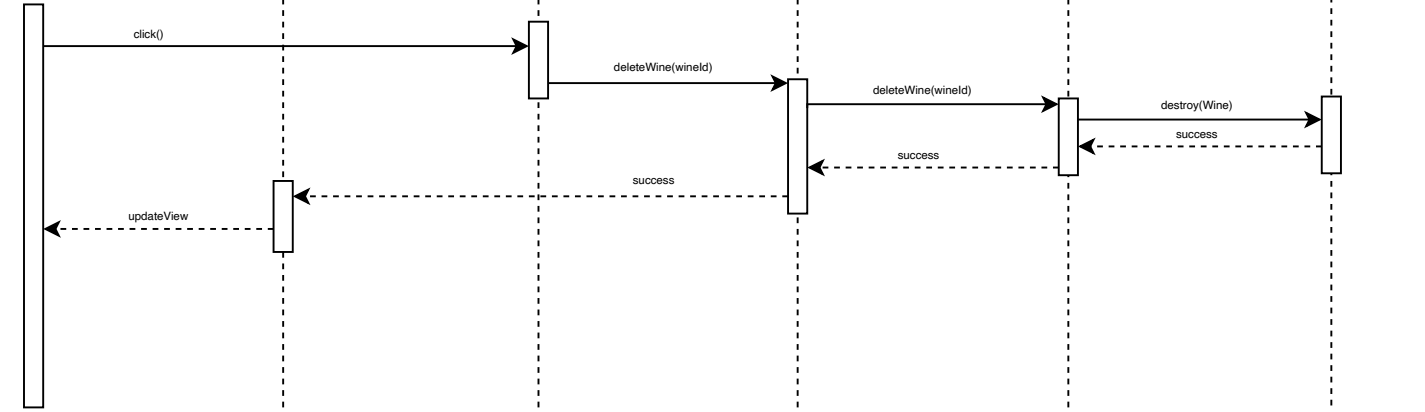 click()
deleteWine(wineId)
deleteWine(wineId)
destroy(Wine)
success
success
success
updateView